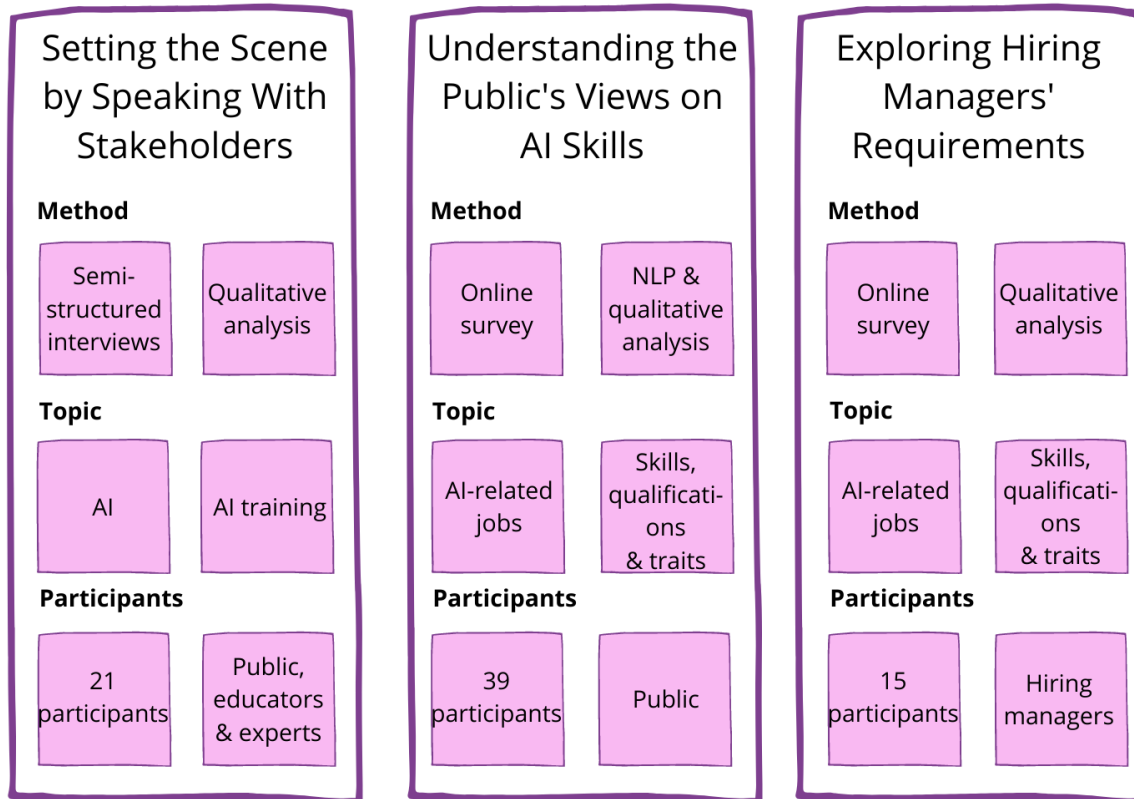 Setting the Scene
by Speaking With
Stakeholders
Method
Semi-
structured
interviews
Qualitative
analysis
Topic
AI
AI training
Participants
21
participants
Public,
educators
& experts
Understanding the
Public's Views on
AI Skills
Method
Online
survey
NLP &
qualitative
analysis
Topic
AI-related
jobs
Skills,
qualificati-
ons
& traits
Participants
39
participants
Public
Exploring Hiring
Managers'
Requirements
Method
Online
survey
Qualitative
analysis
Topic
AI-related
jobs
Skills,
qualificati-
ons
& traits
Participants
15
participants
Hiring
managers